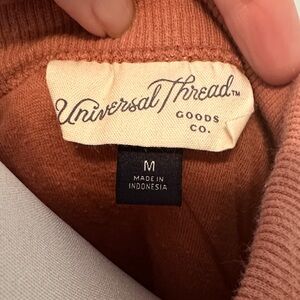 Universal Thread™
GOODS
CO.
M
MADE IN
INDONESIA